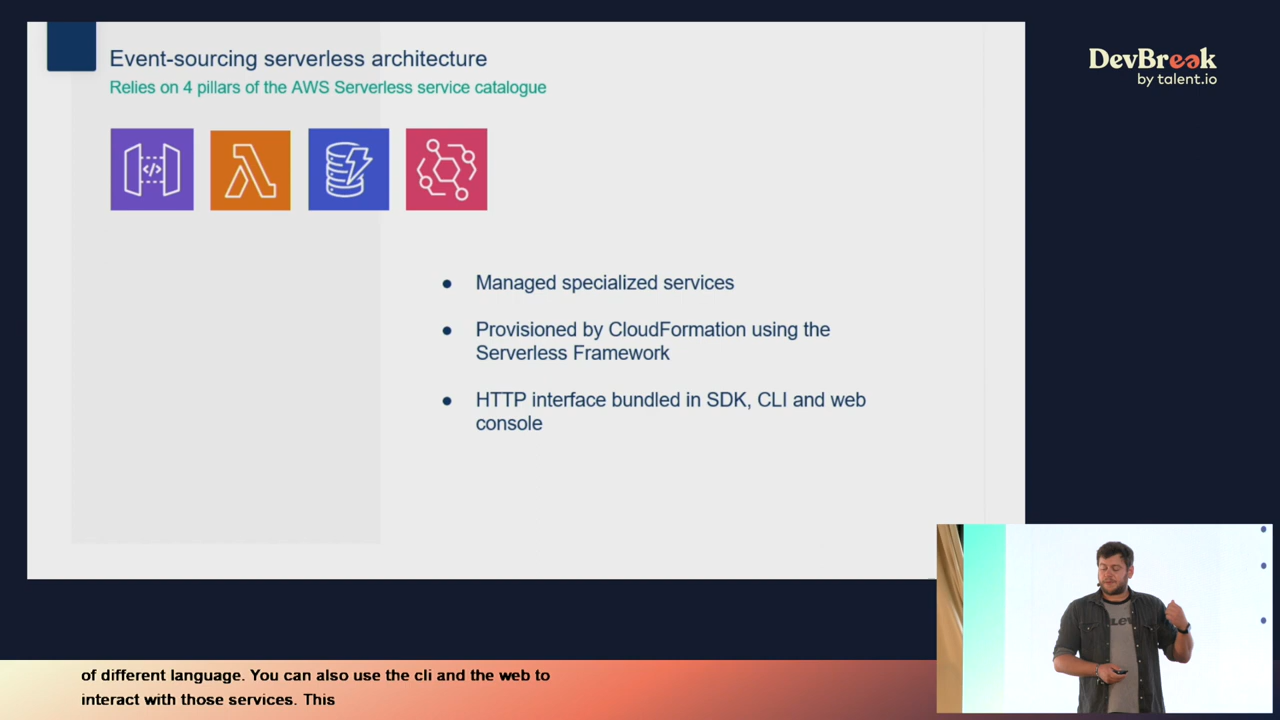 Event-sourcing serverless architecture
Relies on 4 pillars of the AWS Serverless service catalogue
DevBreak
by talent.io
</>
● Managed specialized services
● Provisioned by CloudFormation using the
Serverless Framework
● HTTP interface bundled in SDK, CLI and web
console
of different language. You can also use the cli and the web to
interact with those services. This